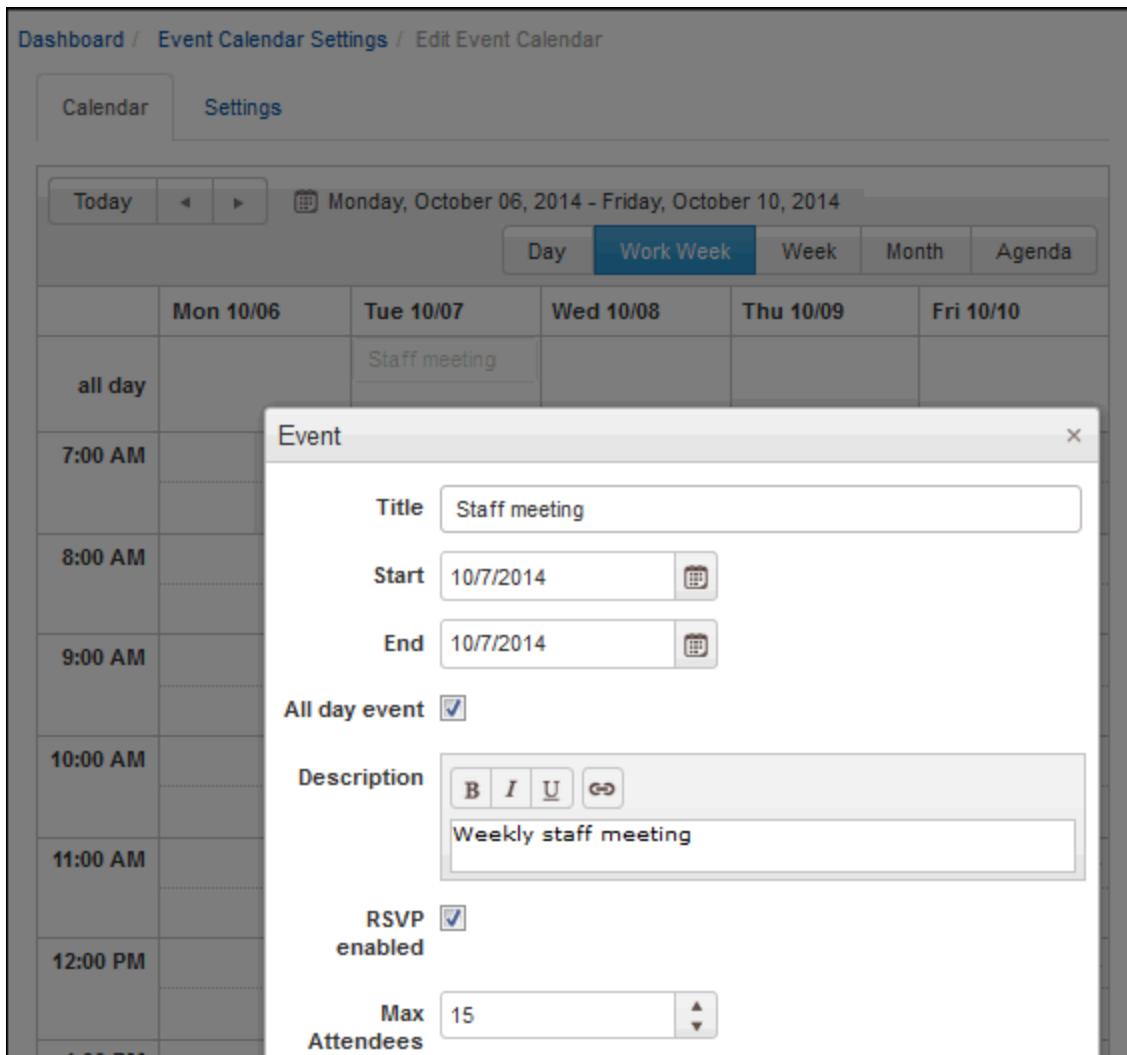 Dashboard / Event Calendar Settings / Edit Event Calendar
Calendar Settings
Today Monday, October 06, 2014 - Friday, October 10, 2014
Day Work Week Week Month Agenda
Mon 10/06 Tue 10/07 Wed 10/08 Thu 10/09 Fri 10/10
Staff meeting
all day
Event ×
7:00 AM
Title Staff meeting
8:00 AM
Start 10/7/2014
End 10/7/2014
9:00 AM
All day event
10:00 AM
Description B I U
Weekly staff meeting
11:00 AM
RSVP
enabled
12:00 PM
Max 15
Attendees